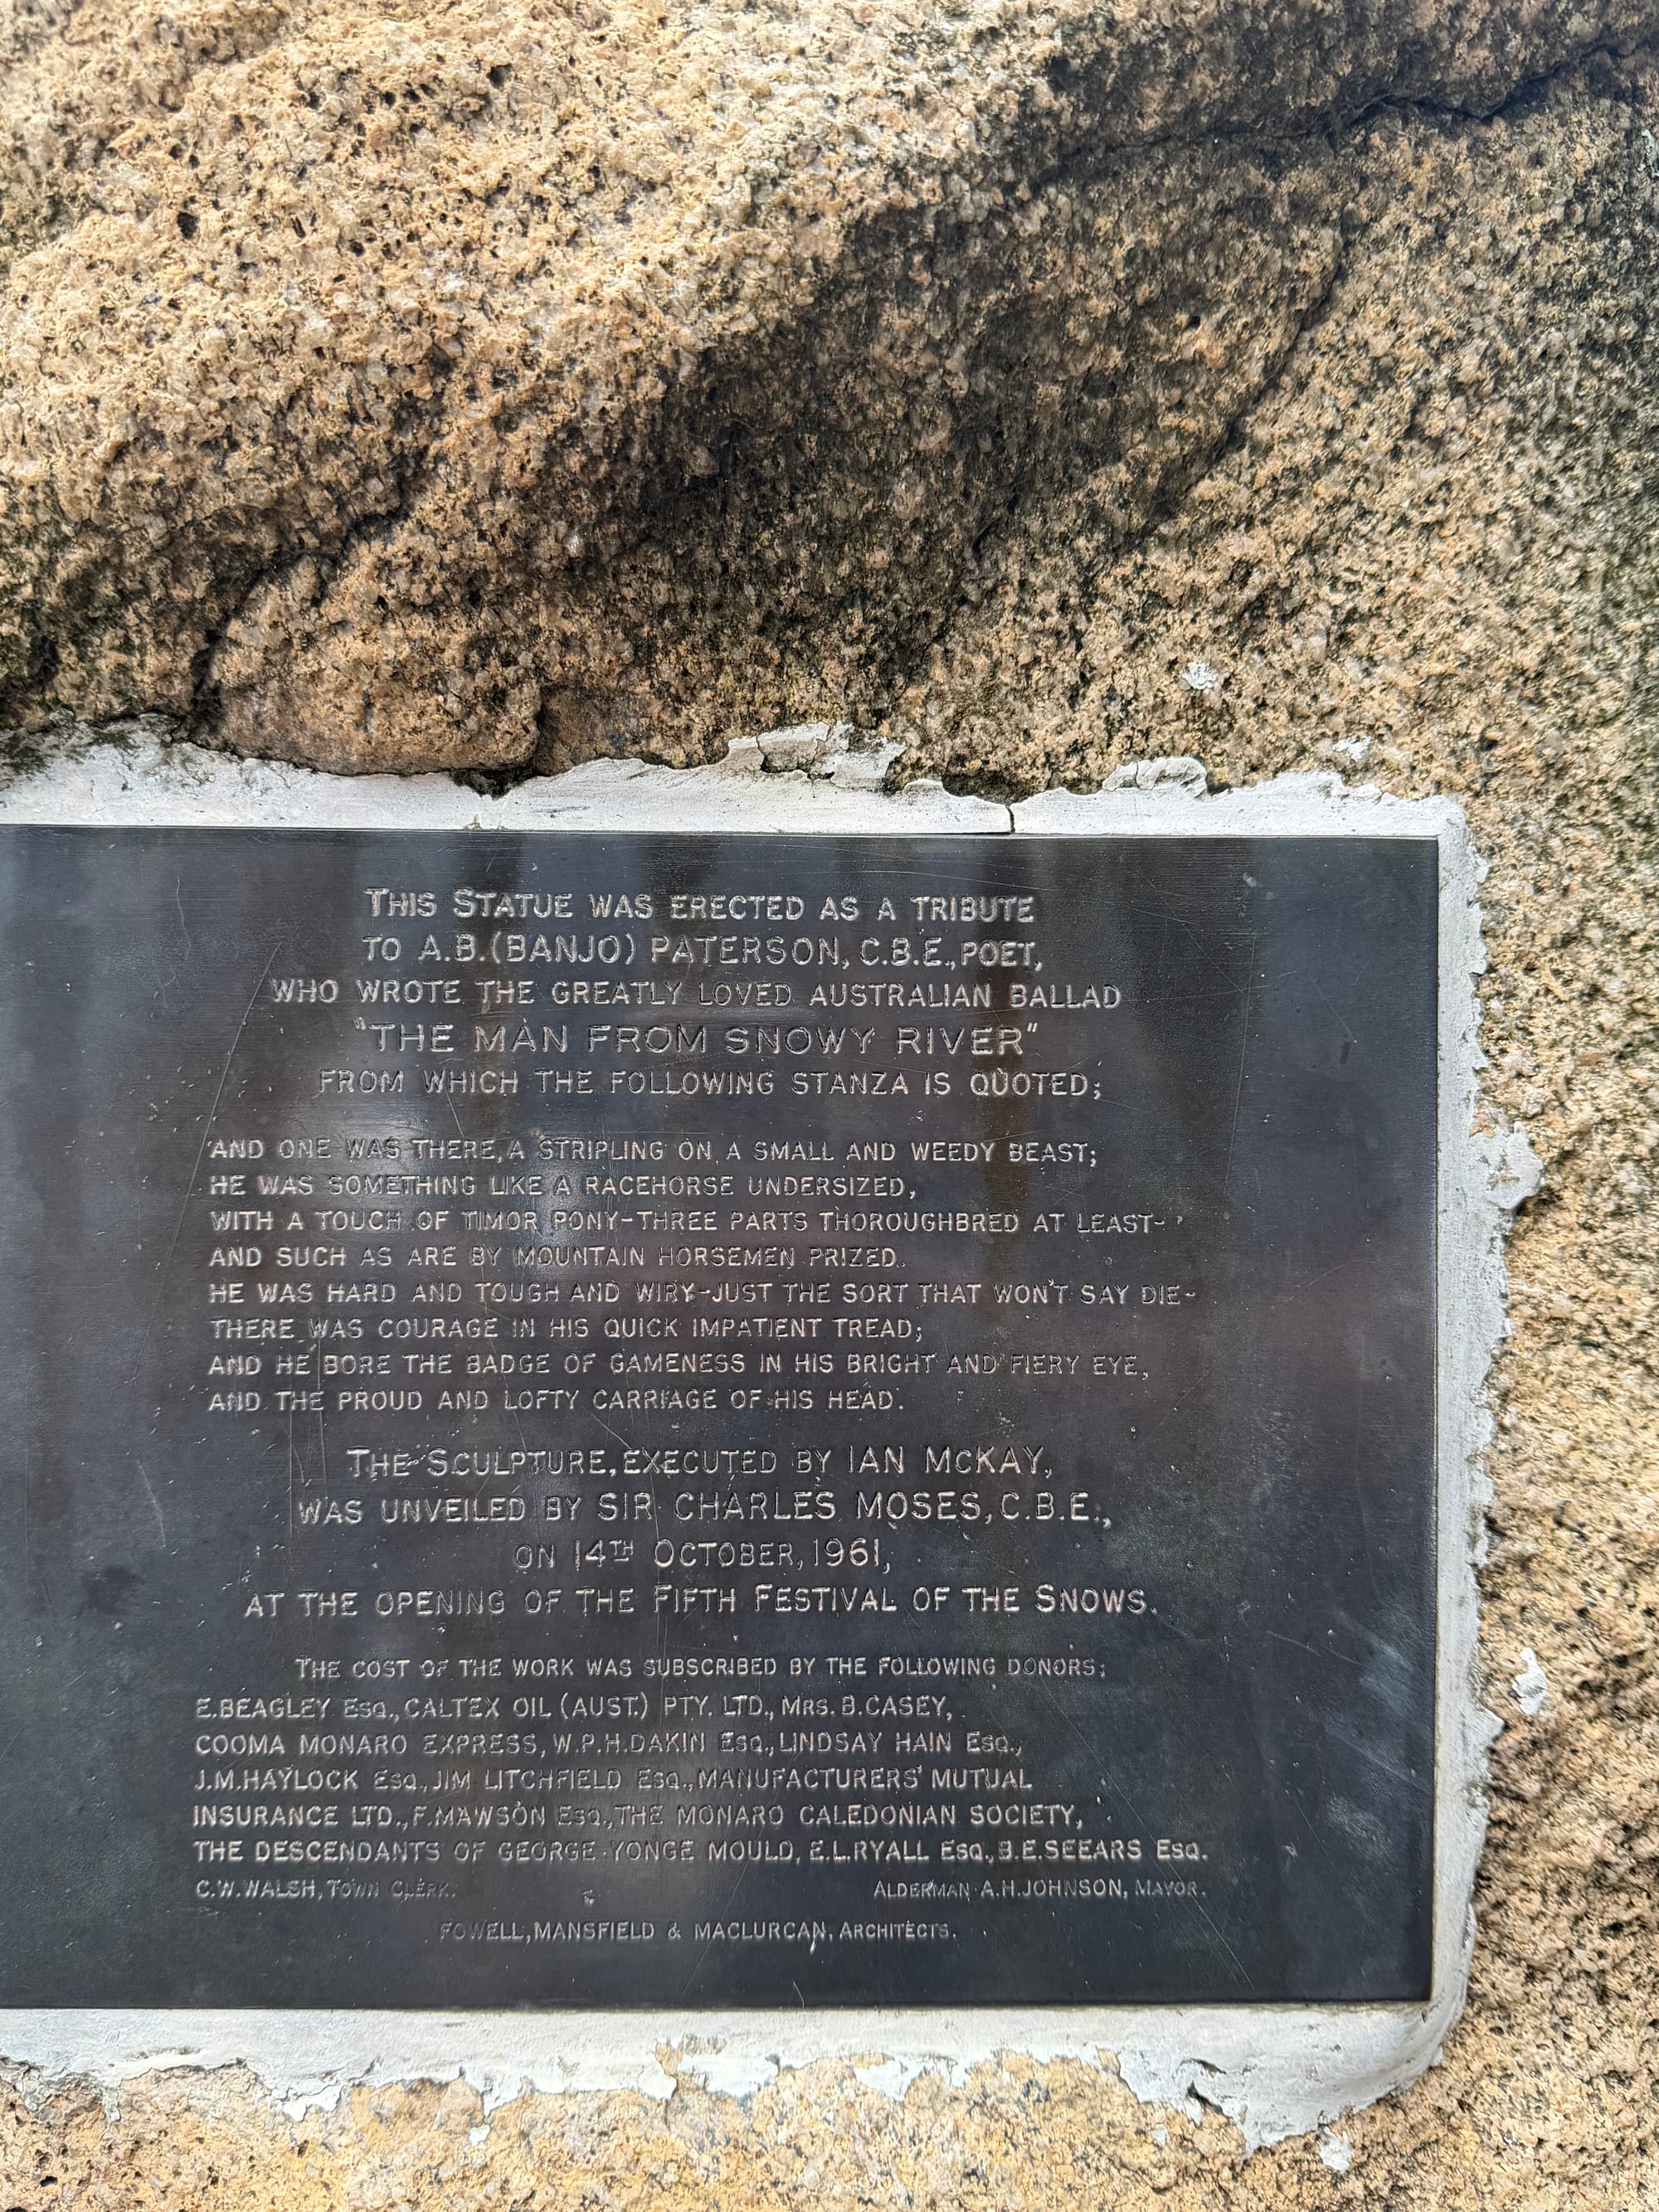 THIS STATUE WAS ERECTED AS A TRIBUTE
TO A.B.(BANJO) PATERSON, C.B.E., POET,
WHO WROTE THE GREATLY LOVED AUSTRALIAN BALLAD
"THE MAN FROM SNOWY RIVER"
FROM WHICH THE FOLLOWING STANZA IS QUOTED;
'AND ONE WAS THERE, A STRIPLING ON A SMALL AND WEEDY BEAST;
HE WAS SOMETHING LIKE A RACEHORSE UNDERSIZED,
WITH A TOUCH OF TIMOR PONY-THREE PARTS THOROUGHBRED AT LEAST-
AND SUCH AS ARE BY MOUNTAIN HORSEMEN PRIZED.
HE WAS HARD AND TOUGH AND WIRY-JUST THE SORT THAT WON'T SAY DIE-
THERE WAS COURAGE IN HIS QUICK IMPATIENT TREAD;
AND HE BORE THE BADGE OF GAMENESS IN HIS BRIGHT AND FIERY EYE,
AND THE PROUD AND LOFTY CARRIAGE OF HIS HEAD.'
THE SCULPTURE, EXECUTED BY IAN McKAY,
WAS UNVEILED BY SIR CHARLES MOSES, C.B.E.,
ON 14TH OCTOBER, 1961,
AT THE OPENING OF THE FIFTH FESTIVAL OF THE SNOWS.
THE COST OF THE WORK WAS SUBSCRIBED BY THE FOLLOWING DONORS;
E.BEAGLEY ESQ., CALTEX OIL (AUST.) PTY. LTD., MRS. B.CASEY,
COOMA MONARO EXPRESS, W.P.H.DAKIN ESQ., LINDSAY HAIN ESQ.,
J.M.HAYLOCK ESQ., JIM LITCHFIELD ESQ., MANUFACTURERS' MUTUAL
INSURANCE LTD., F.MAWSON ESQ., THE MONARO CALEDONIAN SOCIETY,
THE DESCENDANTS OF GEORGE YONGE MOULD, E.L.RYALL ESQ., B.E.SEEARS ESQ.
C.W.WALSH, TOWN CLERK. ALDERMAN A.H.JOHNSON, MAYOR.
FOWELL, MANSFIELD & MACLURCAN, ARCHITECTS.